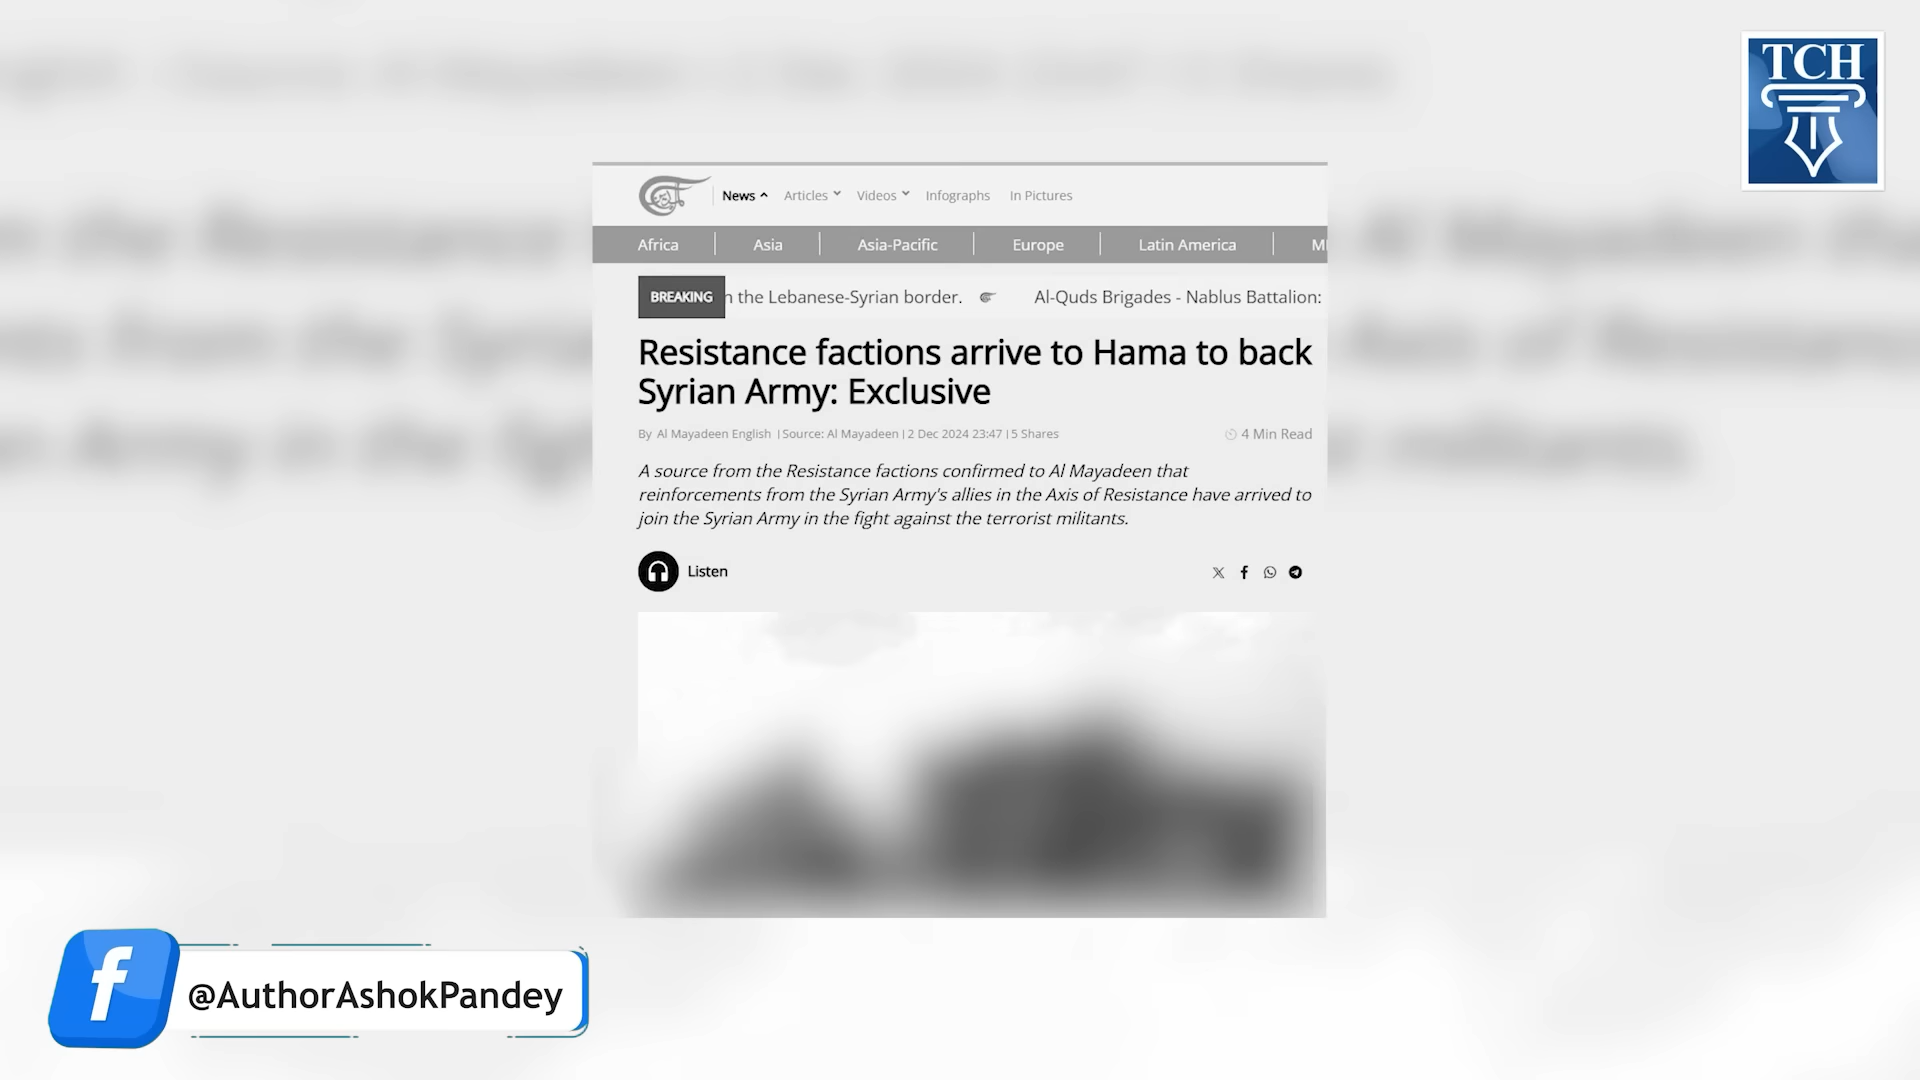 TCH
News
Articles
Videos
Infographs
In Pictures
Africa
Asia
Asia-Pacific
Europe
Latin America
BREAKING
the Lebanese-Syrian border.
Al-Quds Brigades - Nablus Battalion:
Resistance factions arrive to Hama to back
Syrian Army: Exclusive
By Al Mayadeen English | Source: Al Mayadeen | 2 Dec 2024 23:47 | 5 Shares
4 Min Read
A source from the Resistance factions confirmed to Al Mayadeen that
reinforcements from the Syrian Army's allies in the Axis of Resistance have arrived to
join the Syrian Army in the fight against the terrorist militants.
Listen
@AuthorAshokPandey